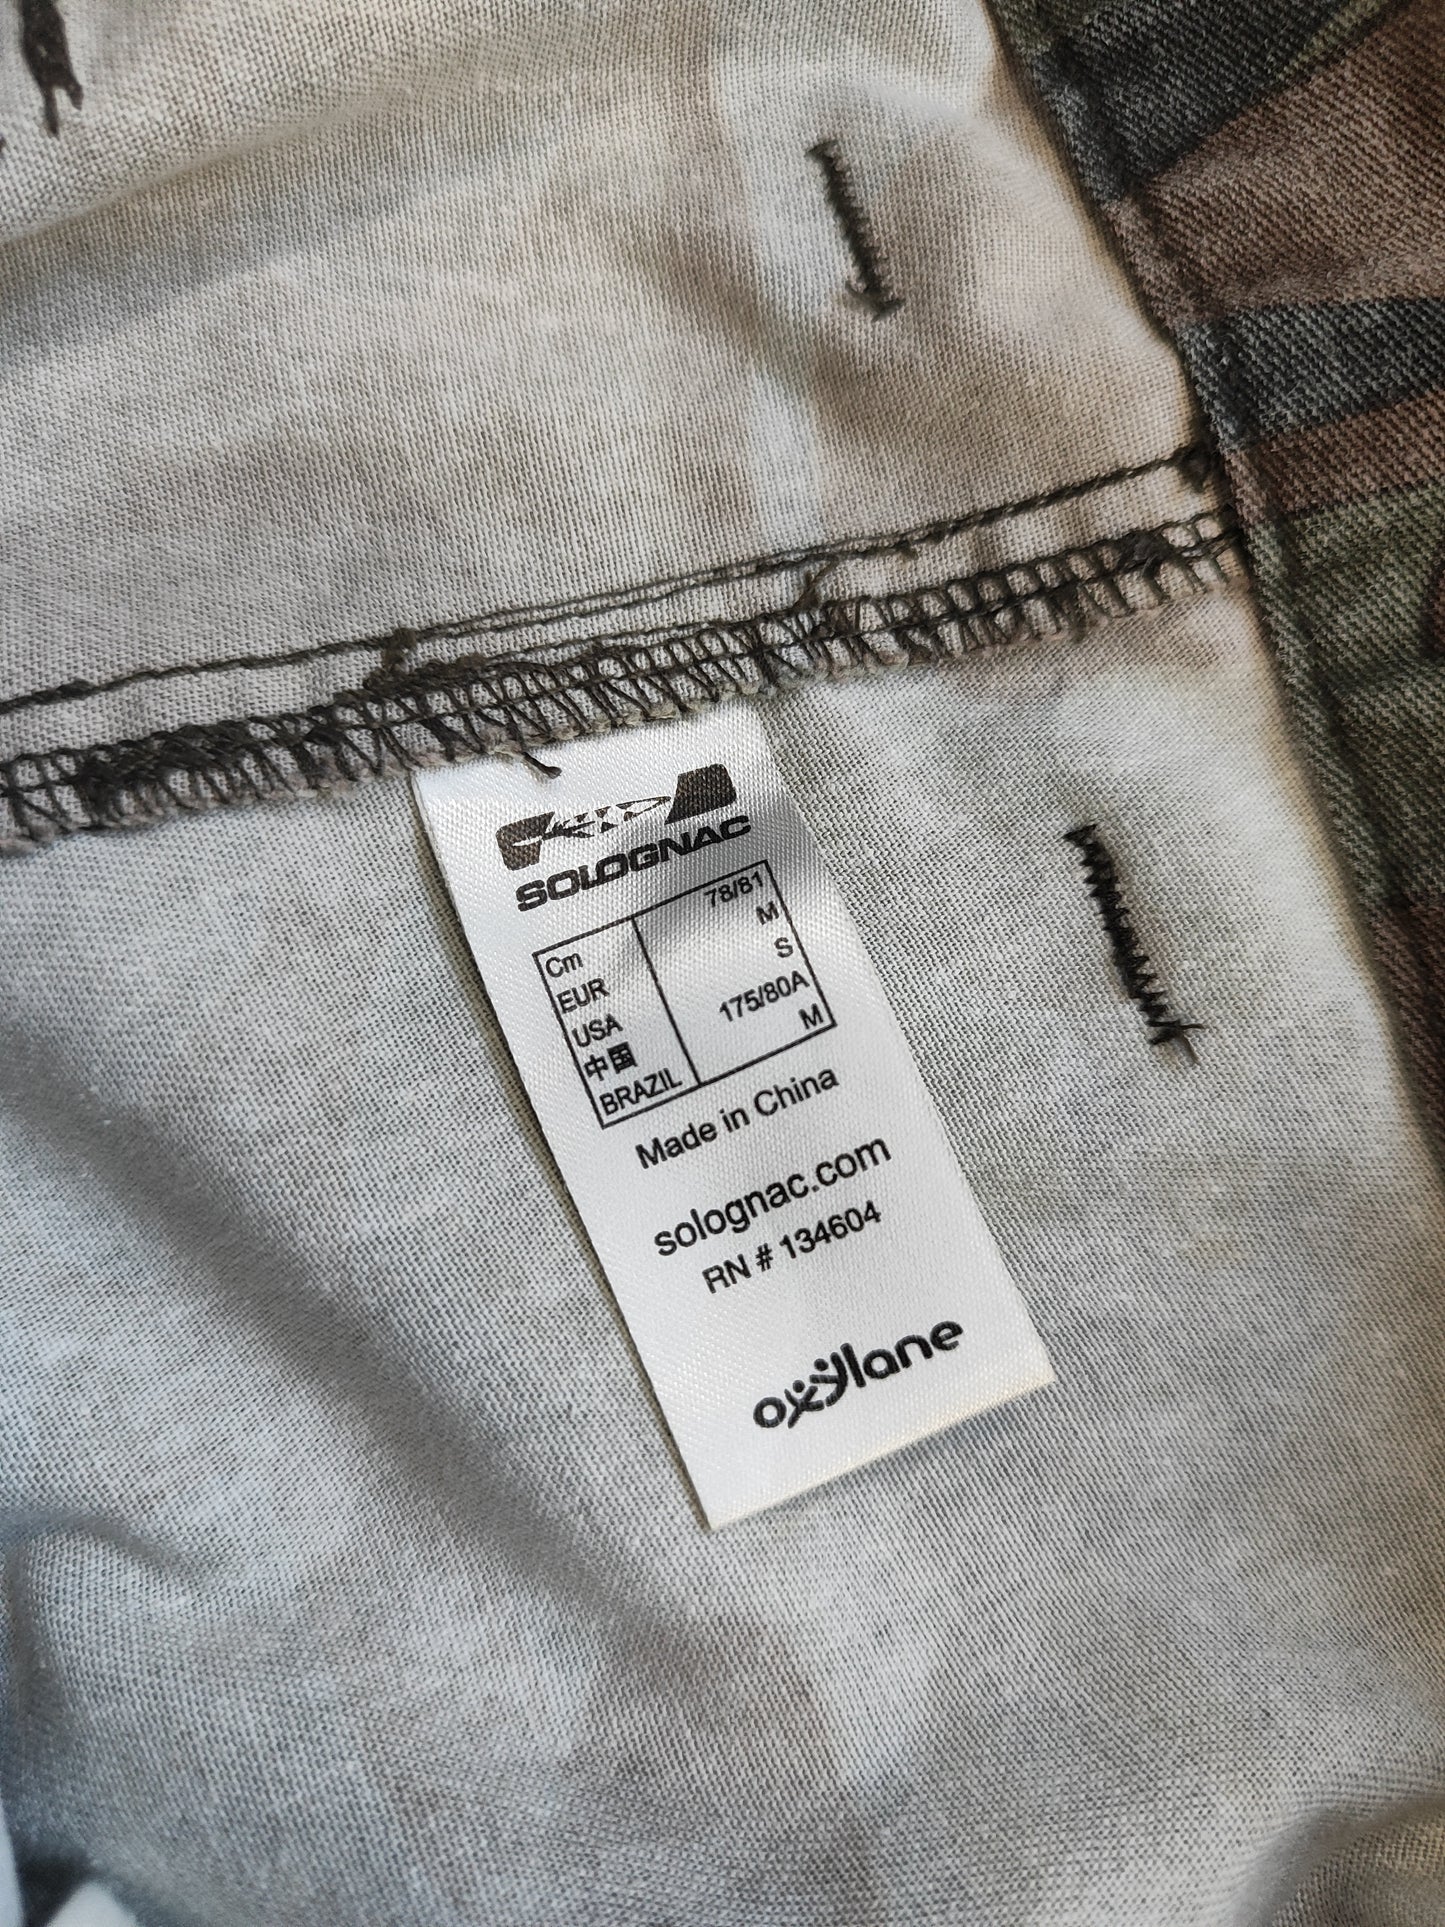 SOLOGNAC
Cm 78/81
EUR M
USA S
中国 175/80A
BRAZIL M
Made in China
solognac.com
RN # 134604
oxylane